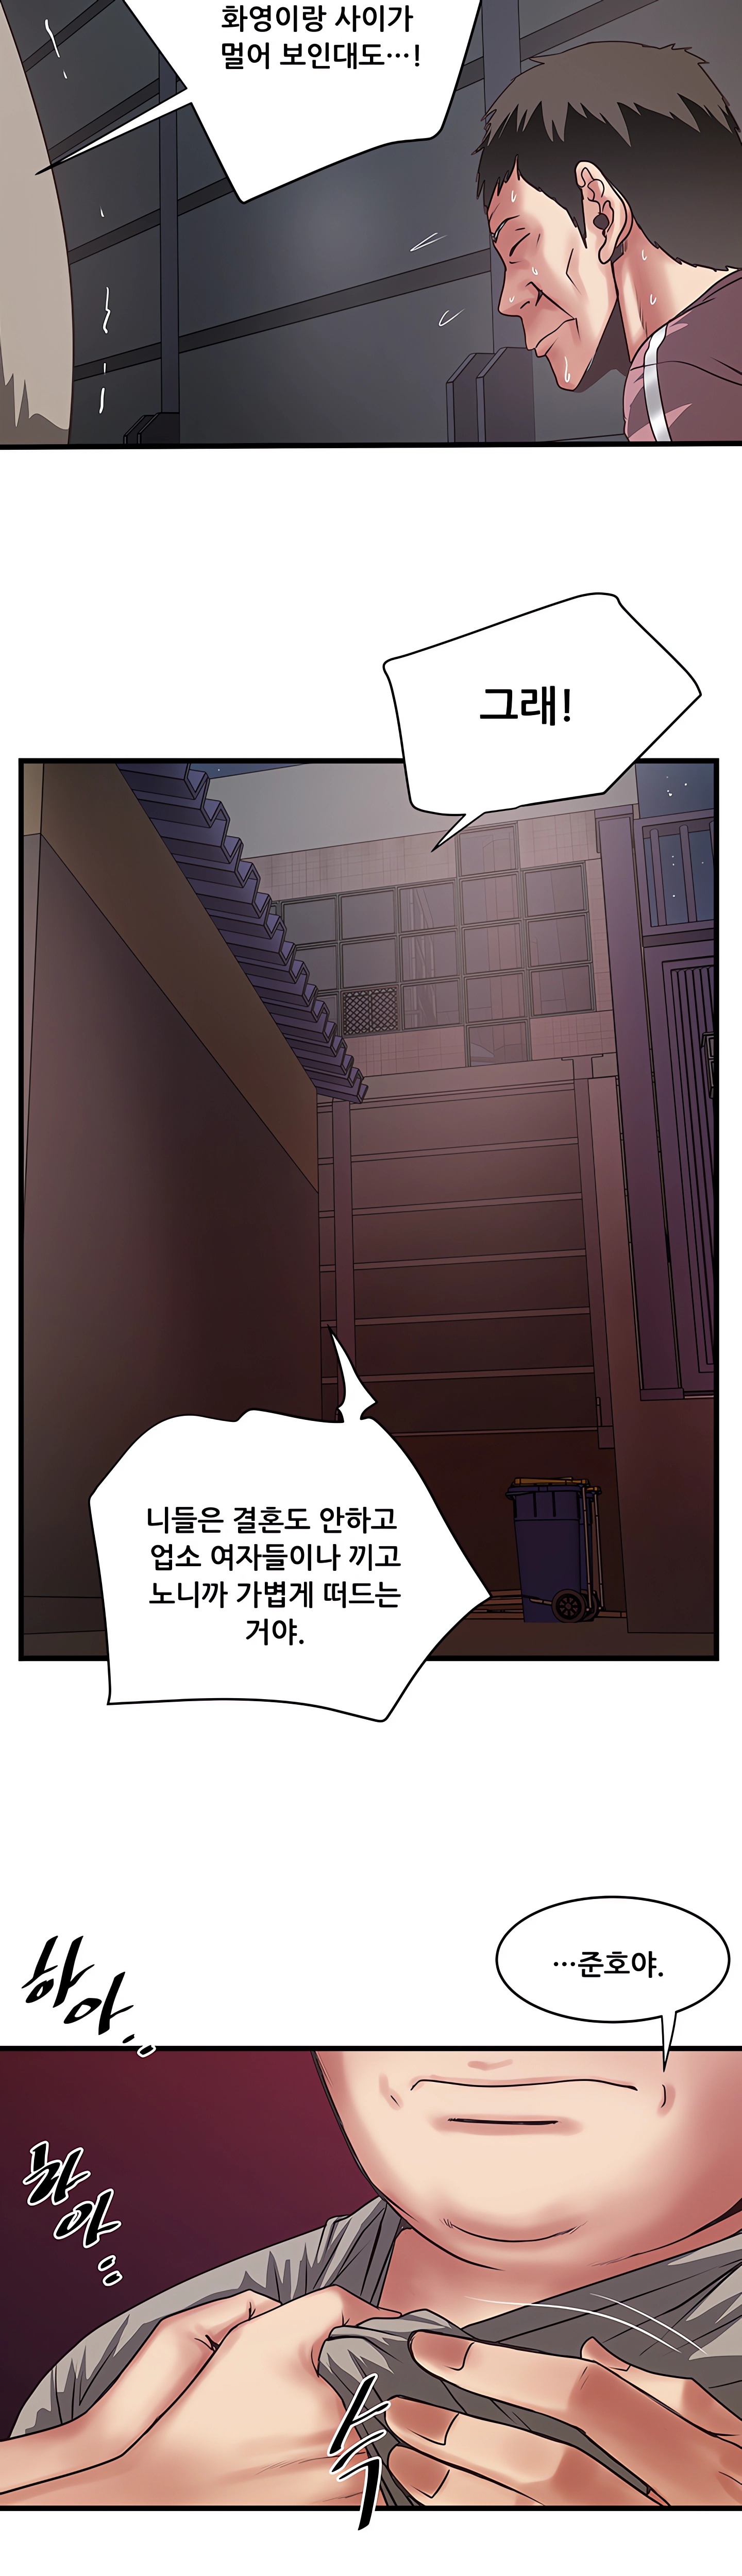 화영이랑 사이가
멀어 보인대도…!
그래!
니들은 결혼도 안하고
업소 여자들이나 끼고
노니까 가볍게 떠드는
거야.
…준호야.
하아..
하아..
슥